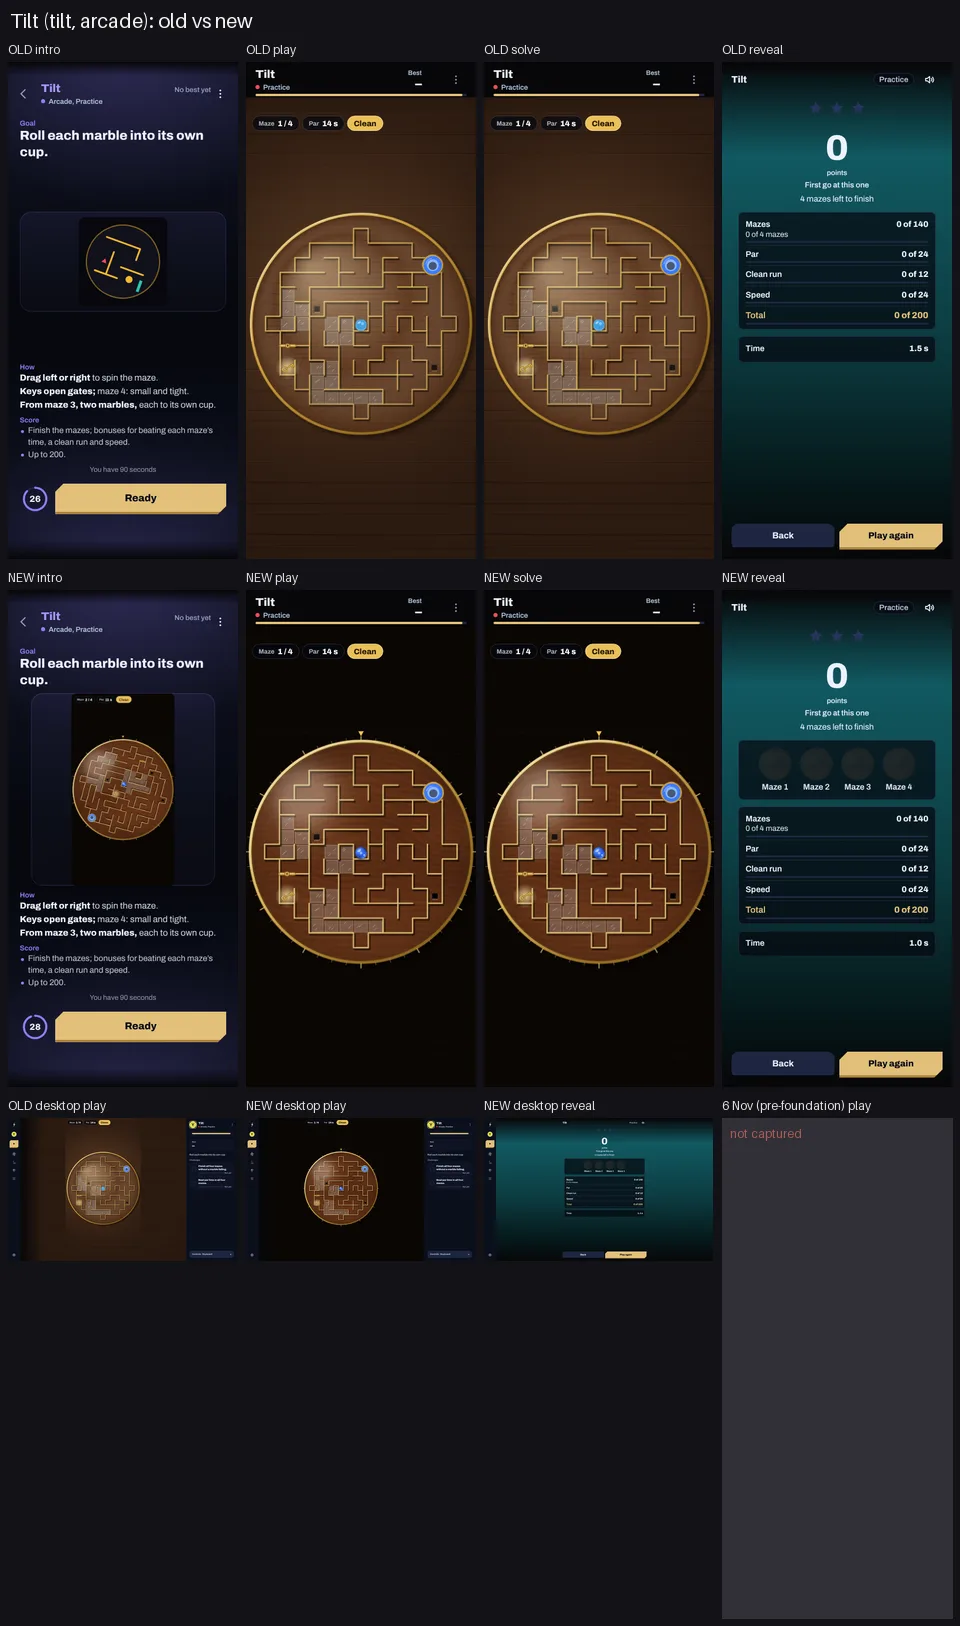 Tilt (tilt, arcade): old vs new
OLD intro
OLD play
OLD solve
OLD reveal
Tilt
Arcade, Practice
No best yet
Goal
Roll each marble into its own
cup.
How
Drag left or right to spin the maze.
Keys open gates; maze 4: small and tight.
From maze 3, two marbles, each to its own cup.
Score
Finish the mazes; bonuses for beating each maze's
time, a clean run and speed.
Up to 200.
You have 90 seconds
26
Ready
Tilt
Practice
Best
Maze 1 / 4
Par 14 s
Clean
Tilt
Practice
Best
Maze 1 / 4
Par 14 s
Clean
Tilt
Practice
0
points
First go at this one
4 mazes left to finish
Mazes 0 of 140
0 of 4 mazes
Par 0 of 24
Clean run 0 of 12
Speed 0 of 24
Total 0 of 200
Time 1.5 s
Back
Play again
NEW intro
NEW play
NEW solve
NEW reveal
Tilt
Arcade, Practice
No best yet
Goal
Roll each marble into its own
cup.
Clean
How
Drag left or right to spin the maze.
Keys open gates; maze 4: small and tight.
From maze 3, two marbles, each to its own cup.
Score
Finish the mazes; bonuses for beating each maze's
time, a clean run and speed.
Up to 200.
You have 90 seconds
28
Ready
Tilt
Practice
Best
Maze 1 / 4
Par 14 s
Clean
Tilt
Practice
Best
Maze 1 / 4
Par 14 s
Clean
Tilt
Practice
0
points
First go at this one
4 mazes left to finish
Maze 1 Maze 2 Maze 3 Maze 4
Mazes 0 of 140
0 of 4 mazes
Par 0 of 24
Clean run 0 of 12
Speed 0 of 24
Total 0 of 200
Time 1.0 s
Back
Play again
OLD desktop play
NEW desktop play
NEW desktop reveal
6 Nov (pre-foundation) play
0
not captured